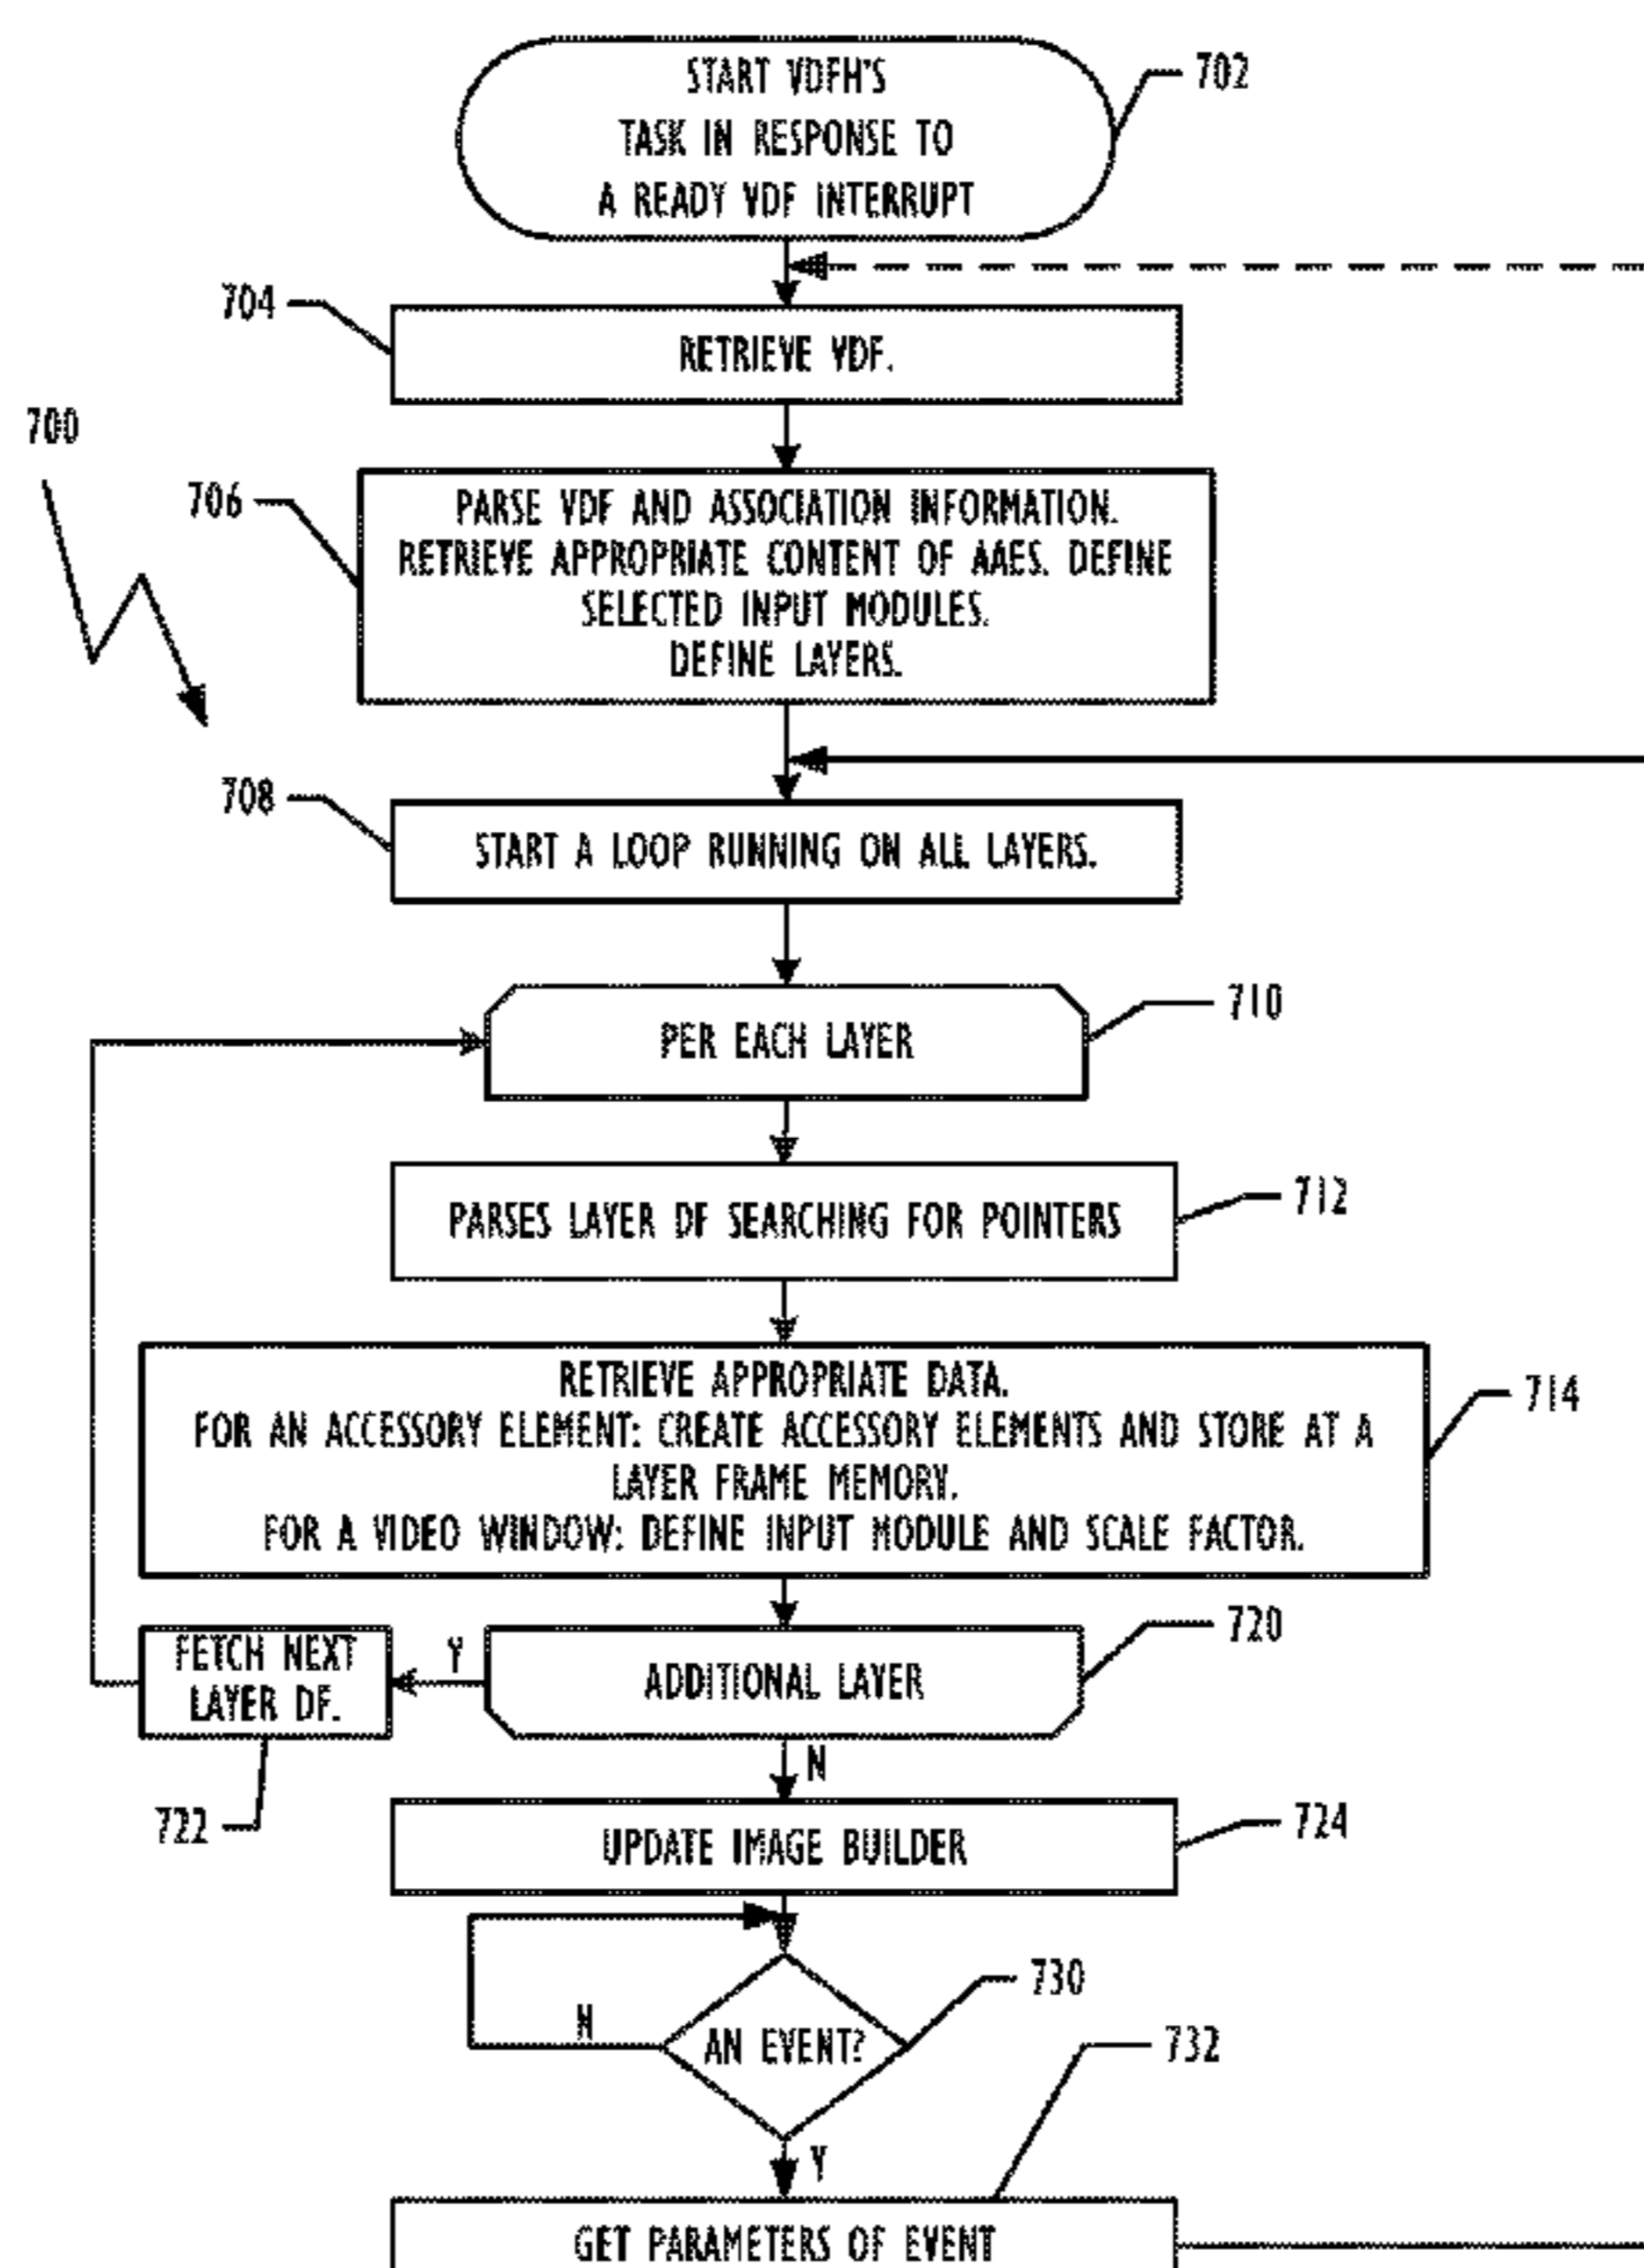 START VDFH'S
TASK IN RESPONSE TO
A READY VDF INTERRUPT
702
704
RETRIEVE VDF.
700
706
PARSE VDF AND ASSOCIATION INFORMATION.
RETRIEVE APPROPRIATE CONTENT OF AAES. DEFINE
SELECTED INPUT MODULES.
DEFINE LAYERS.
708
START A LOOP RUNNING ON ALL LAYERS.
710
PER EACH LAYER
712
PARSES LAYER DF SEARCHING FOR POINTERS
714
RETRIEVE APPROPRIATE DATA.
FOR AN ACCESSORY ELEMENT: CREATE ACCESSORY ELEMENTS AND STORE AT A
LAYER FRAME MEMORY.
FOR A VIDEO WINDOW: DEFINE INPUT MODULE AND SCALE FACTOR.
720
FETCH NEXT
LAYER DF.
Y
ADDITIONAL LAYER
N
722
724
UPDATE IMAGE BUILDER
730
N
AN EVENT?
732
Y
GET PARAMETERS OF EVENT